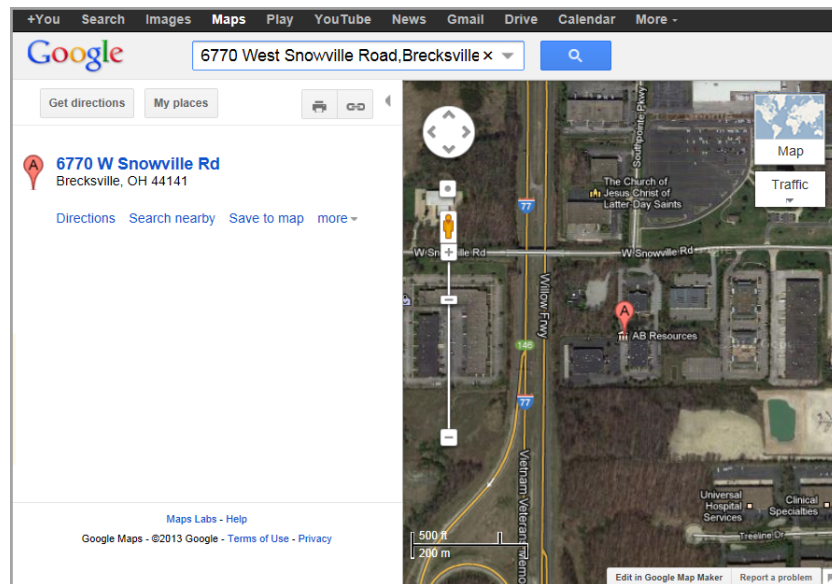 +You Search Images Maps Play YouTube News Gmail Drive Calendar More
Google
6770 West Snowville Road,Brecksville ×
Get directions My places
A 6770 W Snowville Rd
Brecksville, OH 44141
Directions Search nearby Save to map more
Maps Labs - Help
Google Maps - ©2013 Google - Terms of Use - Privacy
Southpointe Pkwy
Map
Traffic
The Church of
Jesus Christ of
Latter-Day Saints
77
W Snowville Rd
W Snowville Rd
Willow Frwy
A
AB Resources
146
77
Vietnam Veterans Memo
Universal
Hospital
Services
Clinical
Specialties
Treeline Dr
500 ft
200 m
Edit in Google Map Maker Report a problem